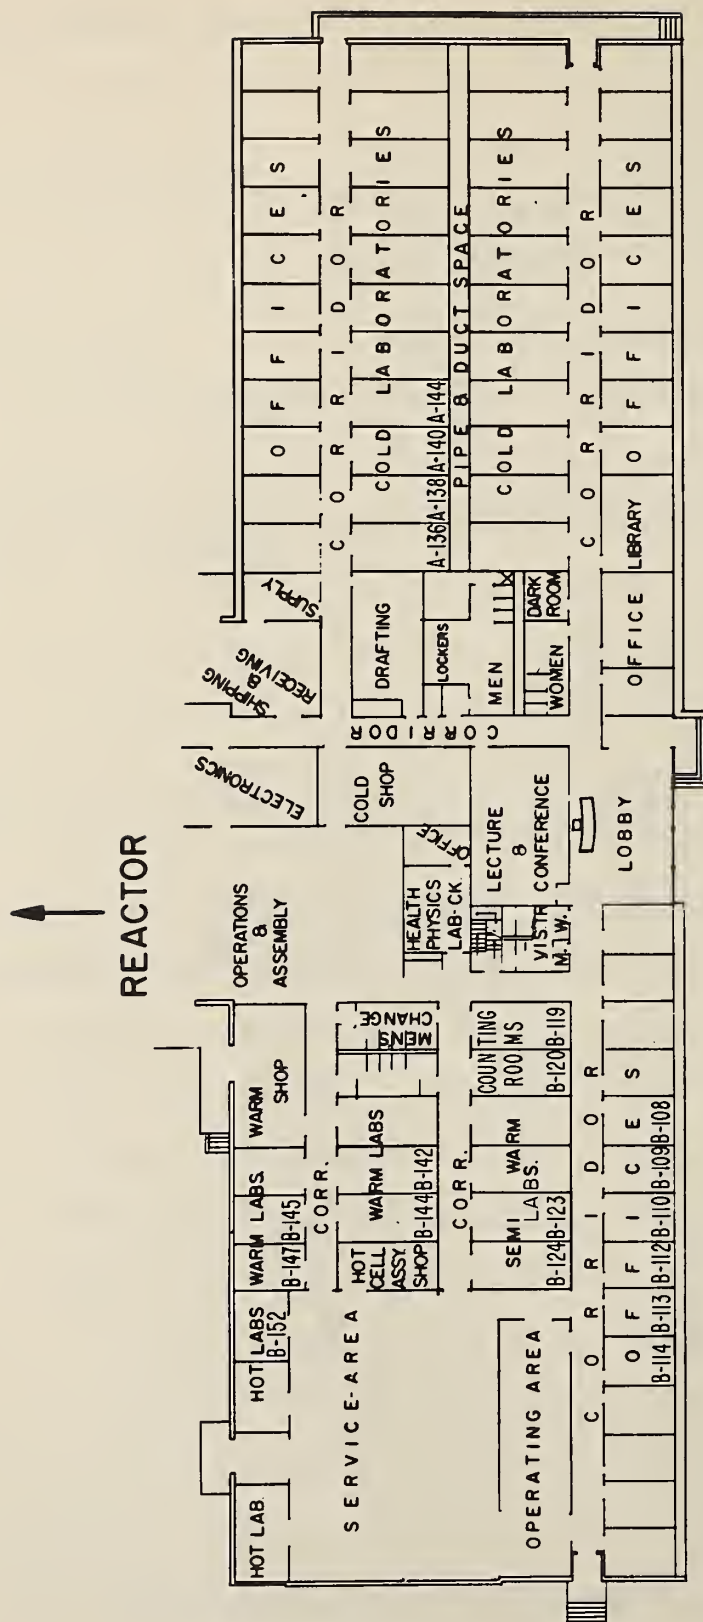 REACTOR
OFFICES
CORRIDOR
COLD LABORATORIES
A-136 A-138 A-140 A-144
PIPE & DUCT SPACE
COLD LABORATORIES
CORRIDOR
OFFICES
LIBRARY
SUPPLY
SHIPPING
&
RECEIVING
DRAFTING
LOCKERS
MEN
DARK
ROOM
WOMEN
OFFICE
CORRIDOR
ELECTRONICS
COLD
SHOP
OFFICE
LECTURE
&
CONFERENCE
LOBBY
OPERATIONS
&
ASSEMBLY
HEALTH
PHYSICS
LAB-CK.
VISTR
M. W.
WARM
SHOP
MENS
CHANGE
COUNTING
ROOMS
B-120 B-119
WARM LABS.
B-147 B-145
CORR.
WARM LABS
B-144 B-142
CORR.
SEMI WARM
LABS.
B-124 B-123
HOT
CELL
ASSY.
SHOP
HOT LABS
B-152
HOT LAB.
SERVICE-AREA
OPERATING AREA
CORRIDOR
OFFICES
B-114 B-113 B-112 B-110 B-109 B-108